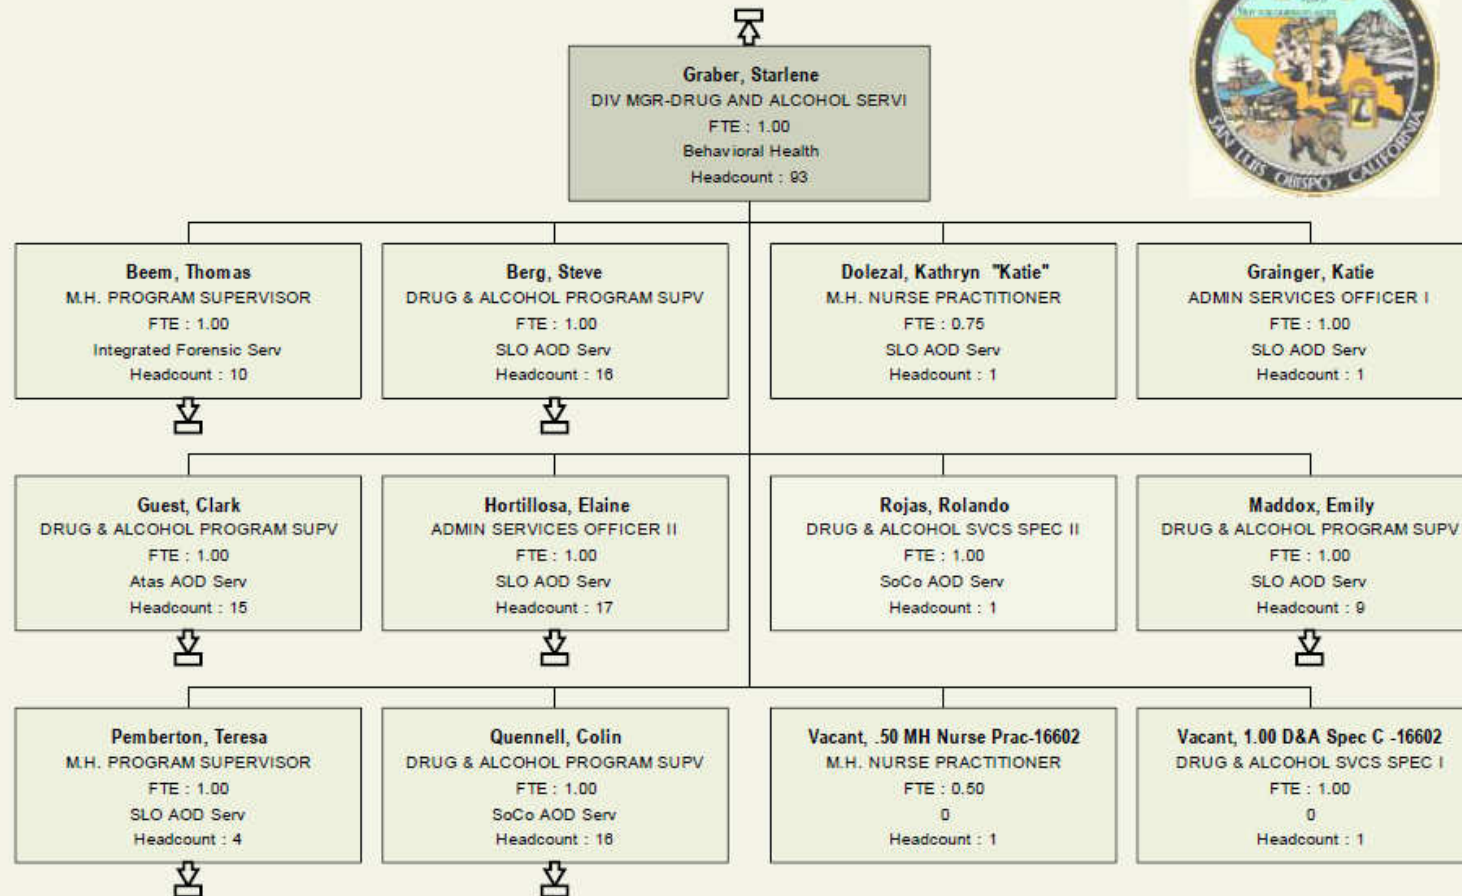 SAN LUIS OBISPO, CALIFORNIA
Graber, Starlene
DIV MGR-DRUG AND ALCOHOL SERVI
FTE : 1.00
Behavioral Health
Headcount : 93
Beem, Thomas
M.H. PROGRAM SUPERVISOR
FTE : 1.00
Integrated Forensic Serv
Headcount : 10
Berg, Steve
DRUG & ALCOHOL PROGRAM SUPV
FTE : 1.00
SLO AOD Serv
Headcount : 16
Dolezal, Kathryn "Katie"
M.H. NURSE PRACTITIONER
FTE : 0.75
SLO AOD Serv
Headcount : 1
Grainger, Katie
ADMIN SERVICES OFFICER I
FTE : 1.00
SLO AOD Serv
Headcount : 1
Guest, Clark
DRUG & ALCOHOL PROGRAM SUPV
FTE : 1.00
Atas AOD Serv
Headcount : 15
Hortillosa, Elaine
ADMIN SERVICES OFFICER II
FTE : 1.00
SLO AOD Serv
Headcount : 17
Rojas, Rolando
DRUG & ALCOHOL SVCS SPEC II
FTE : 1.00
SoCo AOD Serv
Headcount : 1
Maddox, Emily
DRUG & ALCOHOL PROGRAM SUPV
FTE : 1.00
SLO AOD Serv
Headcount : 9
Pemberton, Teresa
M.H. PROGRAM SUPERVISOR
FTE : 1.00
SLO AOD Serv
Headcount : 4
Quennell, Colin
DRUG & ALCOHOL PROGRAM SUPV
FTE : 1.00
SoCo AOD Serv
Headcount : 16
Vacant, .50 MH Nurse Prac-16602
M.H. NURSE PRACTITIONER
FTE : 0.50
0
Headcount : 1
Vacant, 1.00 D&A Spec C -16602
DRUG & ALCOHOL SVCS SPEC I
FTE : 1.00
0
Headcount : 1